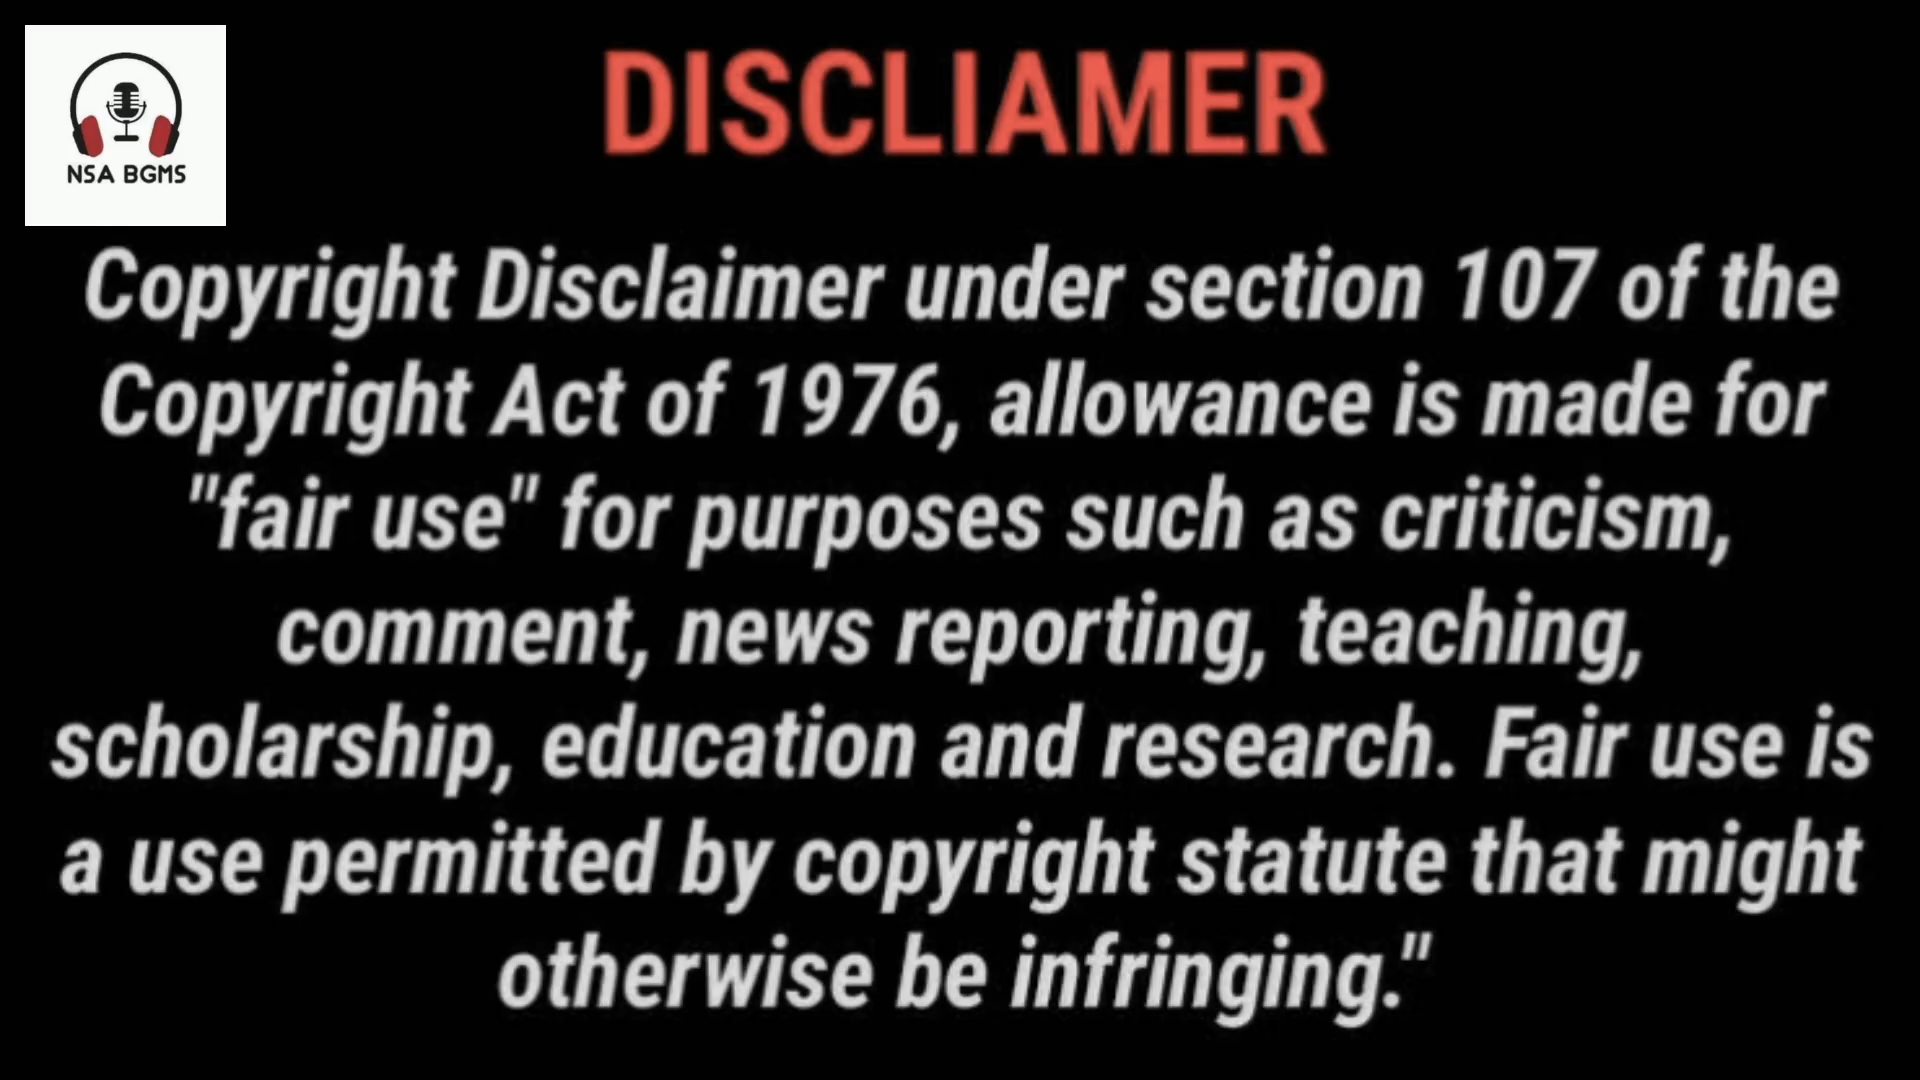 NSA BGMS
DISCLIAMER
Copyright Disclaimer under section 107 of the
Copyright Act of 1976, allowance is made for
"fair use" for purposes such as criticism,
comment, news reporting, teaching,
scholarship, education and research. Fair use is
a use permitted by copyright statute that might
otherwise be infringing."